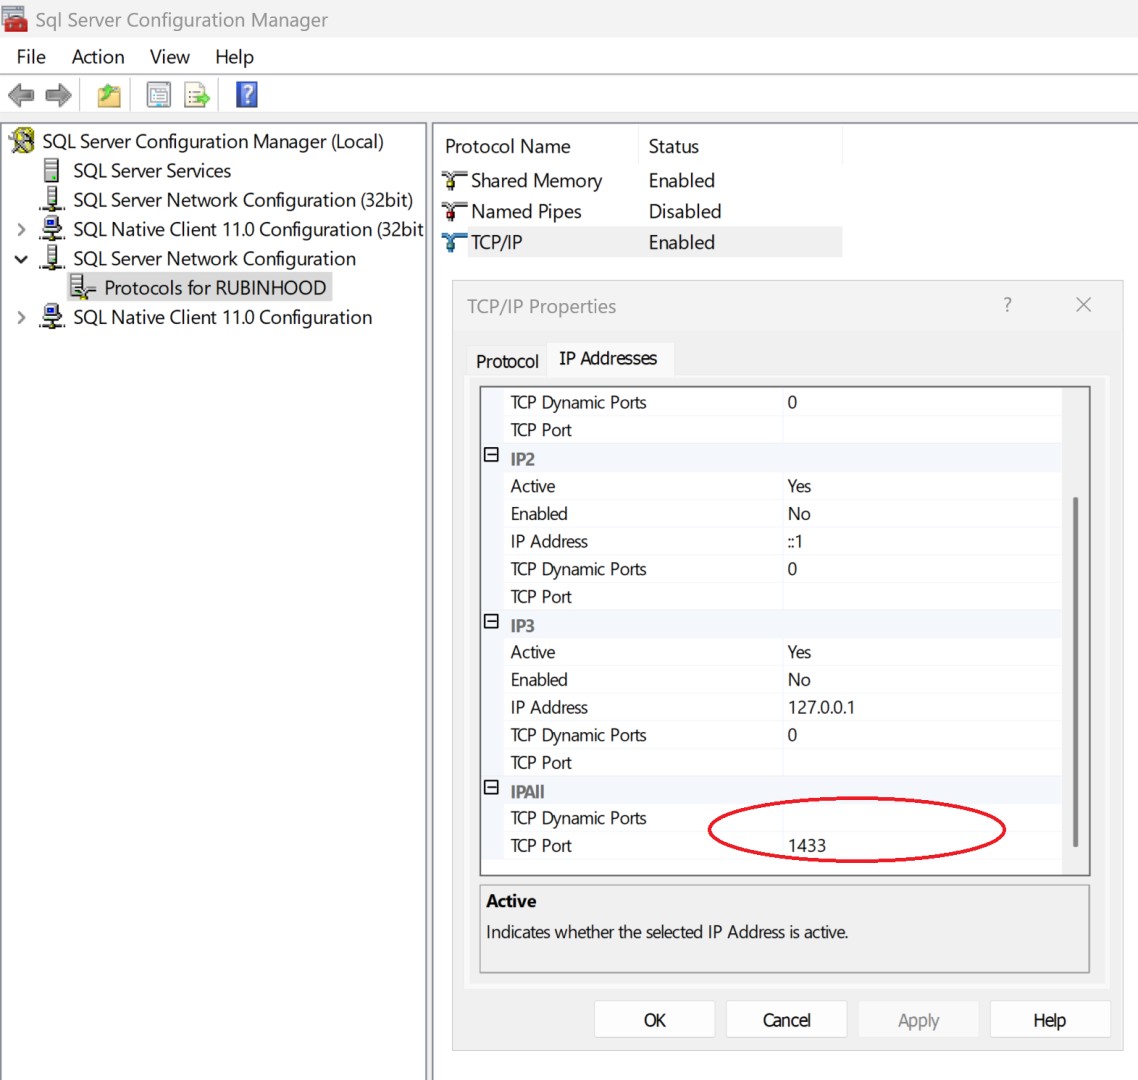 Sql Server Configuration Manager
File Action View Help
SQL Server Configuration Manager (Local)
SQL Server Services
SQL Server Network Configuration (32bit)
SQL Native Client 11.0 Configuration (32bit
SQL Server Network Configuration
Protocols for RUBINHOOD
SQL Native Client 11.0 Configuration
Protocol Name Status
Shared Memory Enabled
Named Pipes Disabled
TCP/IP Enabled
TCP/IP Properties ?
Protocol IP Addresses
TCP Dynamic Ports 0
TCP Port
IP2
Active Yes
Enabled No
IP Address ::1
TCP Dynamic Ports 0
TCP Port
IP3
Active Yes
Enabled No
IP Address 127.0.0.1
TCP Dynamic Ports 0
TCP Port
IPAll
TCP Dynamic Ports
TCP Port 1433
Active
Indicates whether the selected IP Address is active.
OK Cancel Apply Help